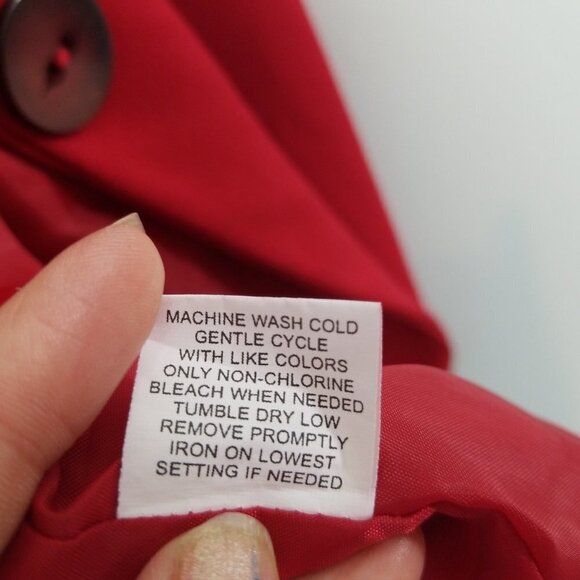 MACHINE WASH COLD
GENTLE CYCLE
WITH LIKE COLORS
ONLY NON-CHLORINE
BLEACH WHEN NEEDED
TUMBLE DRY LOW
REMOVE PROMPTLY
IRON ON LOWEST
SETTING IF NEEDED